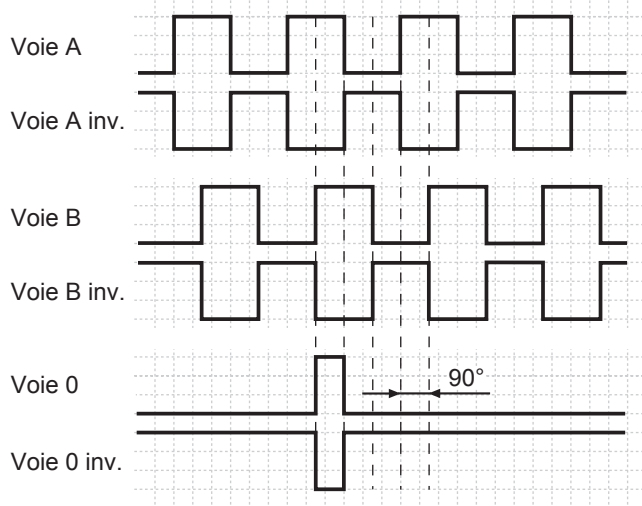 Voie A
Voie A inv.
Voie B
Voie B inv.
Voie 0
90°
Voie 0 inv.